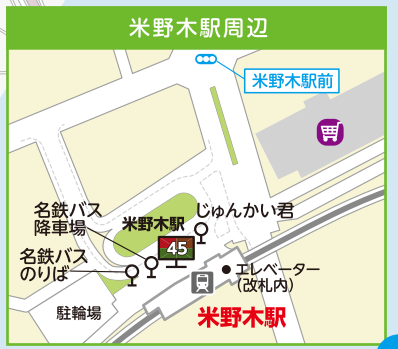 米野木駅周辺
米野木駅前
名鉄バス
降車場
米野木駅
じゅんかい君
45
名鉄バス
のりば
エレベーター
(改札内)
駐輪場
米野木駅